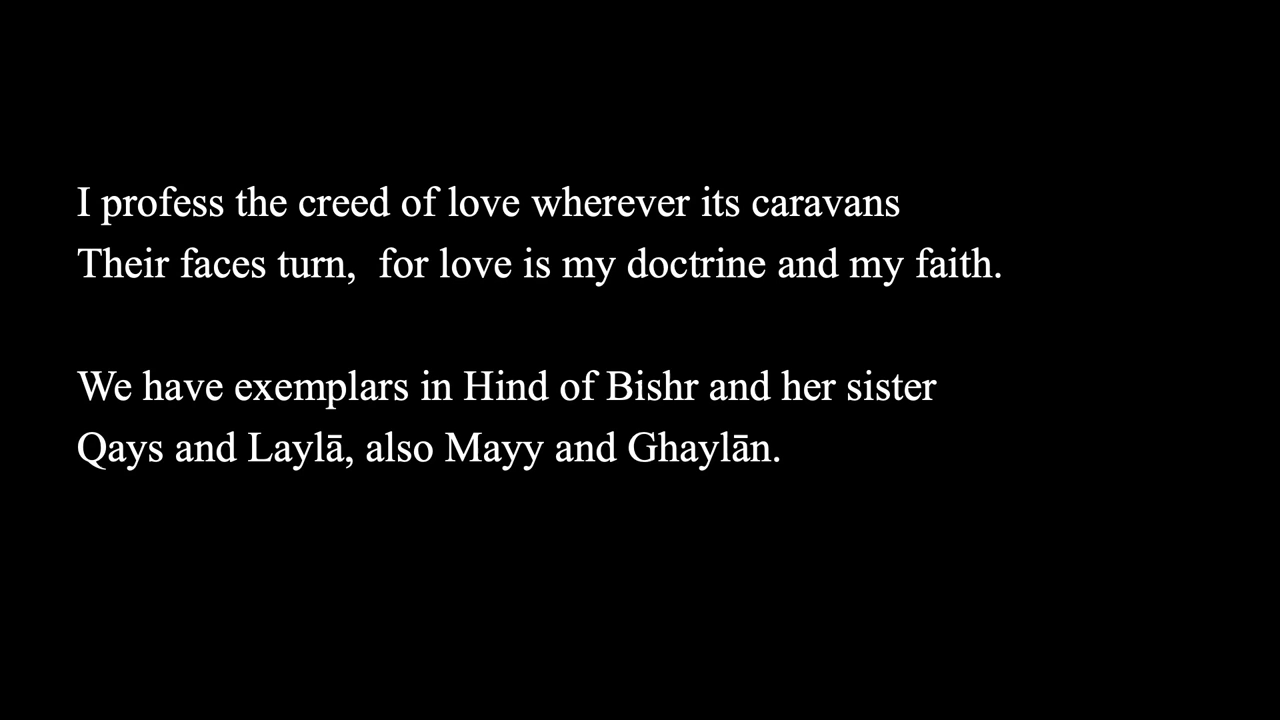 I profess the creed of love wherever its caravans
Their faces turn,  for love is my doctrine and my faith.
We have exemplars in Hind of Bishr and her sister
Qays and Laylā, also Mayy and Ghaylān.